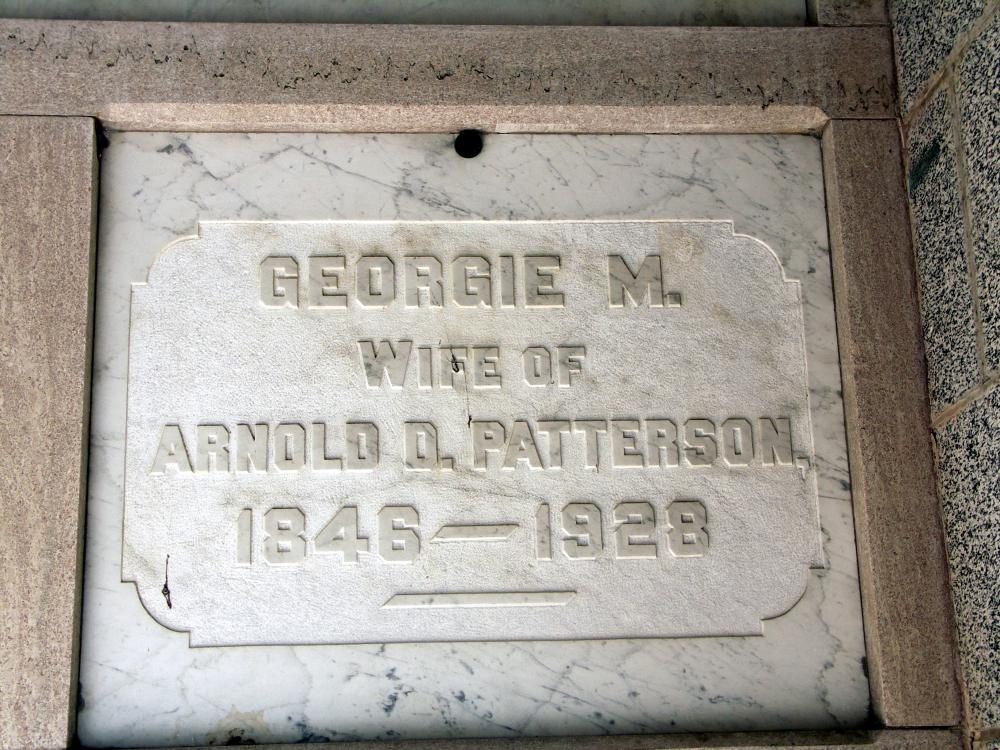 GEORGIE M.
WIFE OF
ARNOLD D. PATTERSON,
1846 — 1928